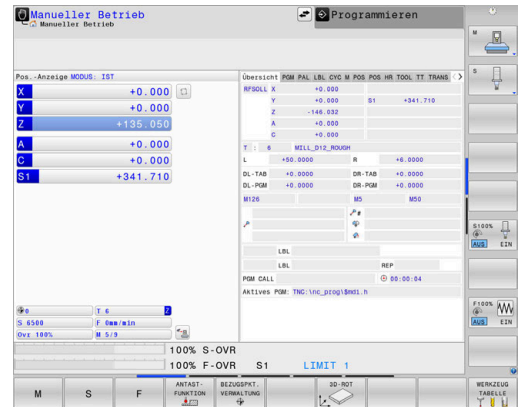 Manueller Betrieb
Manueller Betrieb
Programmieren
Pos.-Anzeige MODUS: IST
X +0.000
Y +0.000
Z +135.050
A +0.000
C +0.000
S1 +341.710
Übersicht PGM PAL LBL CYC M POS POS HR TOOL TT TRANS
RFSOLL X +0.000
Y +0.000 S1 +341.710
Z -146.032
A +0.000
C +0.000
T : 6 MILL_D12_ROUGH
L +50.0000 R +6.0000
DL-TAB +0.0000 DR-TAB +0.0000
DL-PGM +0.0000 DR-PGM +0.0000
M126 M5 M50
P #
LBL
LBL REP
PGM CALL 00:00:04
Aktives PGM: TNC:\nc_prog\$mdi.h
0 T 6 Z
S 6500 F 0mm/min
Ovr 100% M 5/9
100% S-OVR
100% F-OVR S1 LIMIT 1
M
S
F
ANTAST-
FUNKTION
BEZUGSPKT.
VERWALTUNG
3D-ROT
WERKZEUG
TABELLE
M
S
S100%
AUS EIN
F100%
AUS EIN